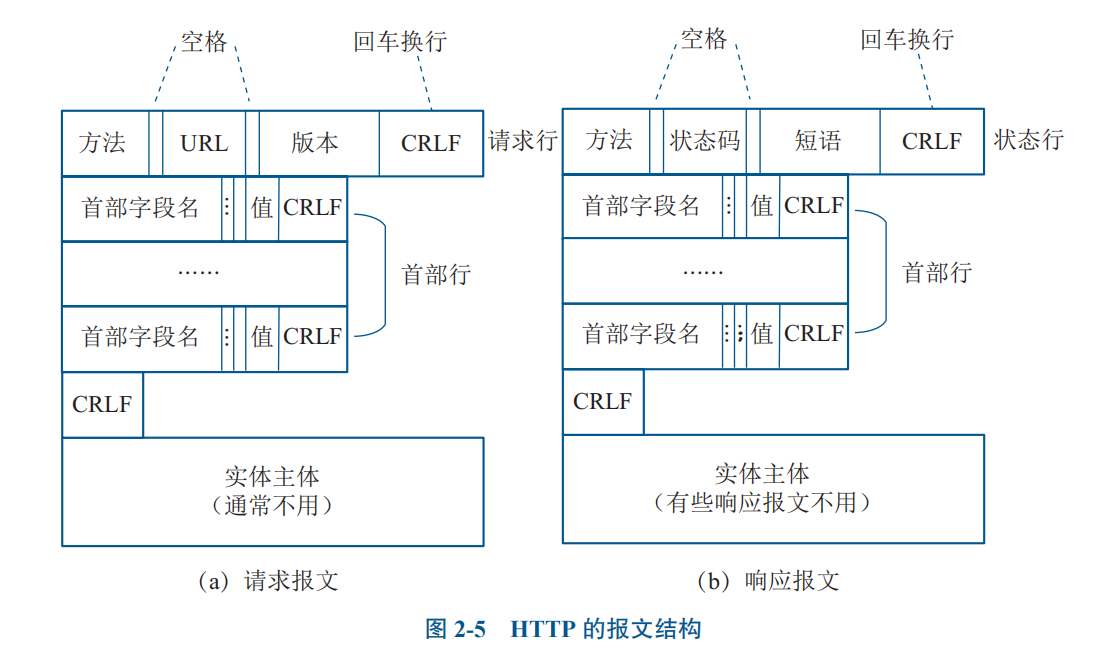 空格 回车换行 空格 回车换行
方法 URL 版本 CRLF 请求行 方法 状态码 短语 CRLF 状态行
首部字段名 ⋮ 值 CRLF 首部字段名 ⋮ 值 CRLF
…… 首部行 …… 首部行
首部字段名 ⋮ 值 CRLF 首部字段名 ⋮ ; 值 CRLF
CRLF CRLF
实体主体 实体主体
（通常不用） （有些响应报文不用）
（a）请求报文 （b）响应报文
图 2-5 HTTP 的报文结构